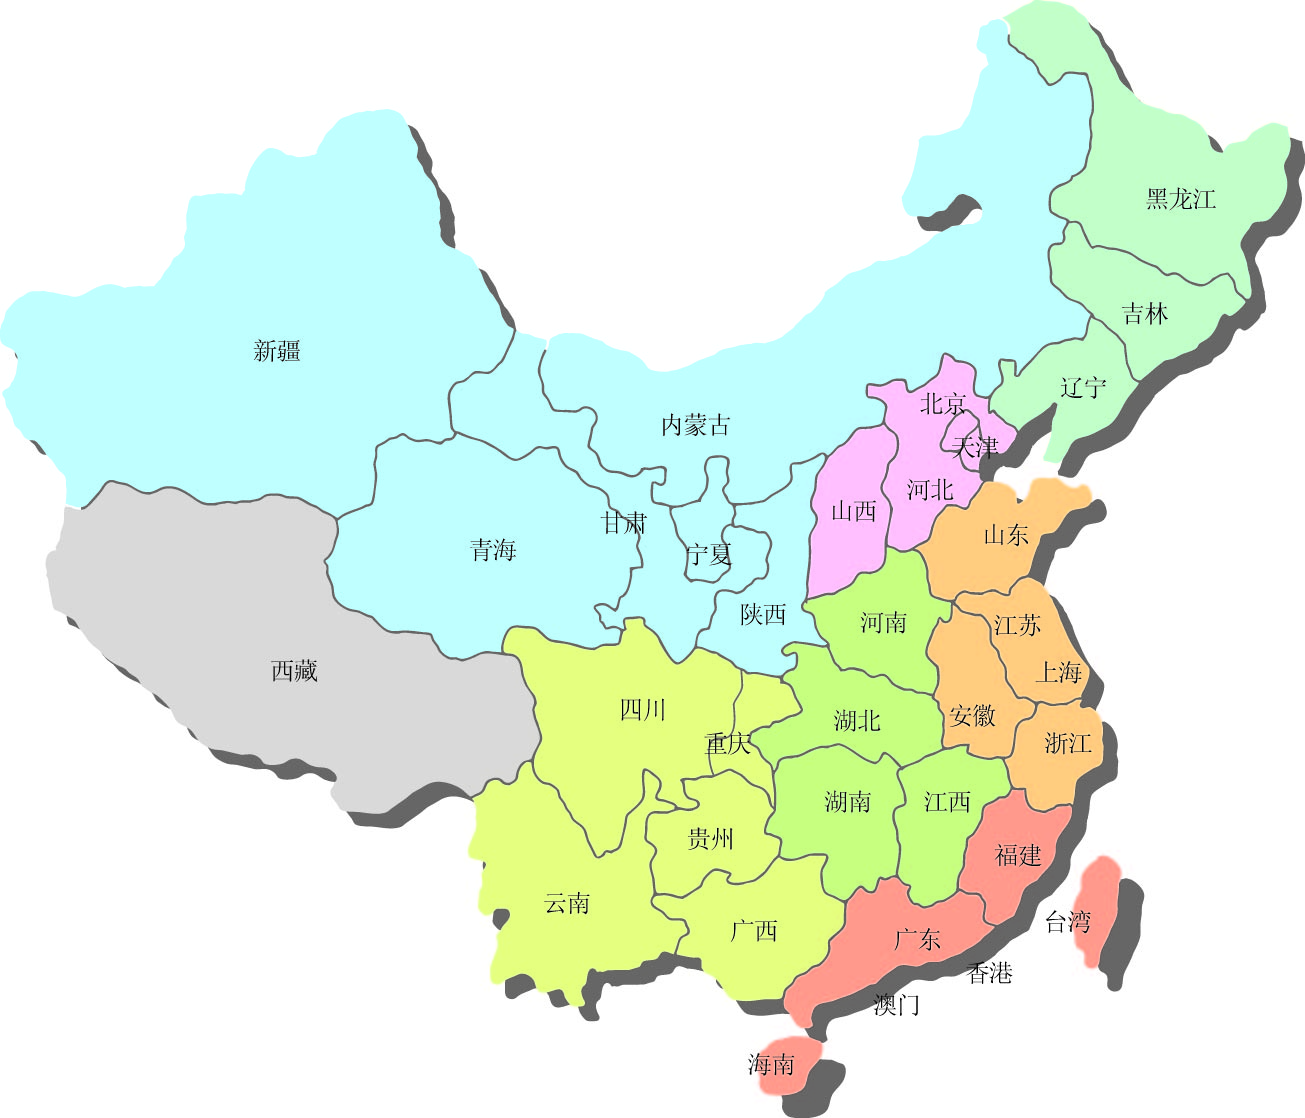 黑龙江
吉林
新疆
辽宁
北京
内蒙古
天津
河北
山西
甘肃
山东
青海
宁夏
陕西
河南
江苏
西藏
上海
四川
安徽
湖北
重庆
浙江
湖南
江西
贵州
福建
云南
台湾
广西
广东
香港
澳门
海南